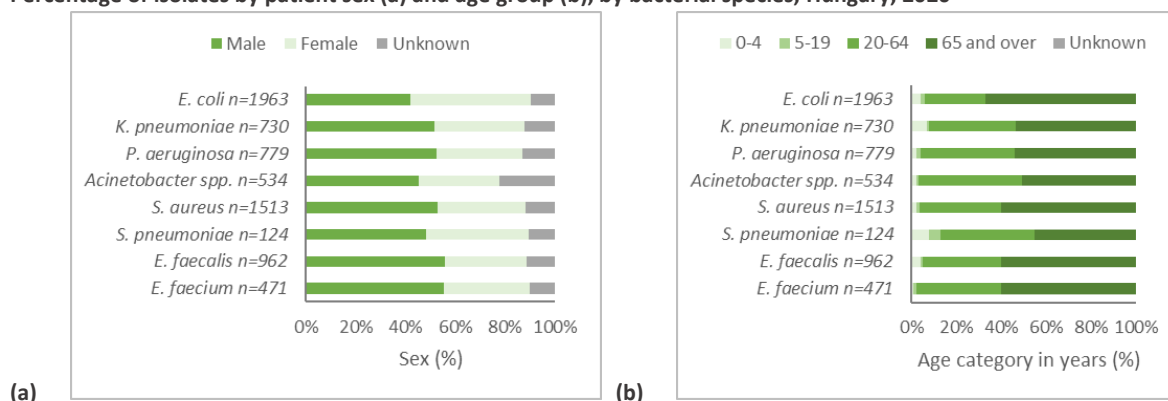 Percentage of isolates by patient sex (a) and age group (b), by bacterial species, Hungary, 2020
Male Female Unknown
E. coli n=1963
K. pneumoniae n=730
P. aeruginosa n=779
Acinetobacter spp. n=534
S. aureus n=1513
S. pneumoniae n=124
E. faecalis n=962
E. faecium n=471
0% 20% 40% 60% 80% 100%
Sex (%)
(a)
0-4 5-19 20-64 65 and over Unknown
E. coli n=1963
K. pneumoniae n=730
P. aeruginosa n=779
Acinetobacter spp. n=534
S. aureus n=1513
S. pneumoniae n=124
E. faecalis n=962
E. faecium n=471
0% 20% 40% 60% 80% 100%
Age category in years (%)
(b)